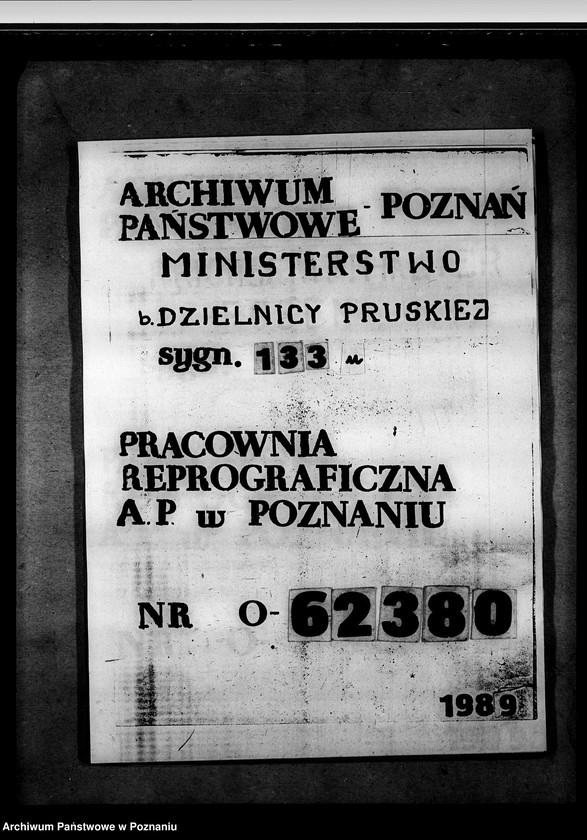 ARCHIWUM
PAŃSTWOWE - POZNAŃ
MINISTERSTWO
b. DZIELNICY PRUSKIEJ
sygn. 133 u
PRACOWNIA
REPROGRAFICZNA
A.P. w POZNANIU
NR O-62380
1989
Archiwum Państwowe w Poznaniu